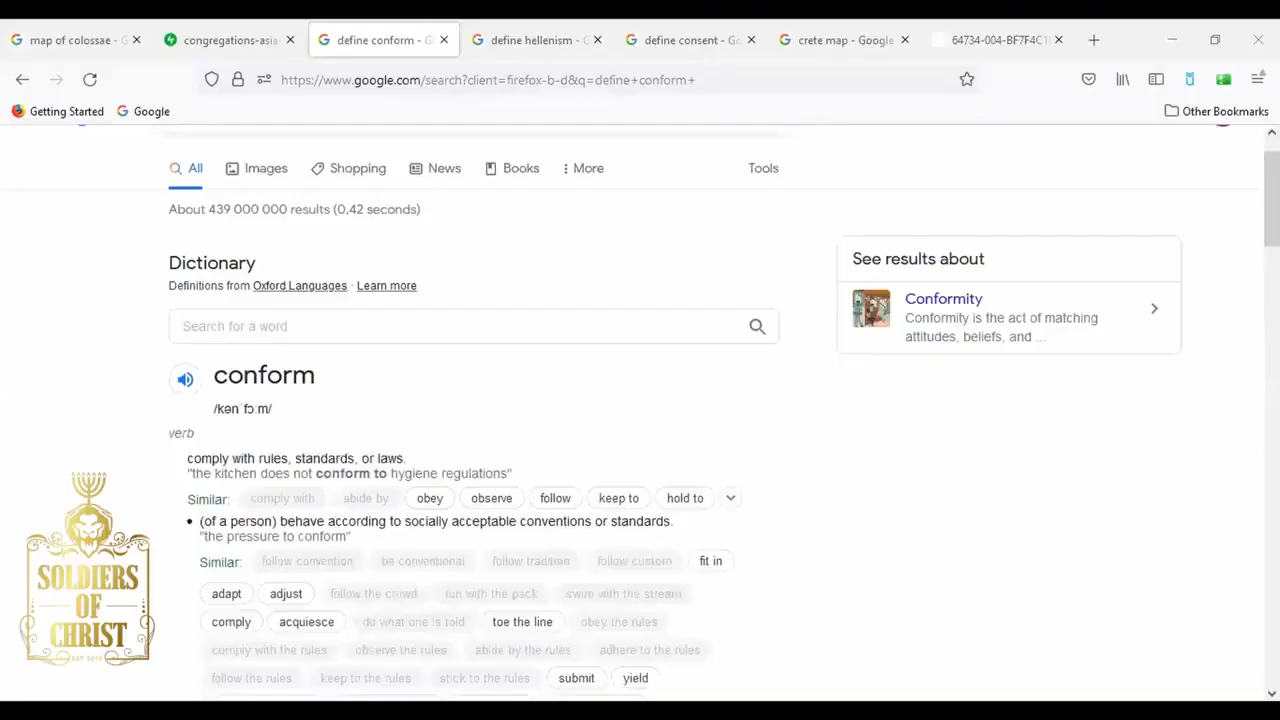 map of colossae - G
congregations-asia-
define conform - G
define hellenism - G
define consent - G
crete map - Google
64734-004-BF7F4C1
https://www.google.com/search?client=firefox-b-d&q=define+conform+
Getting Started Google Other Bookmarks
All Images Shopping News Books More Tools
About 439 000 000 results (0,42 seconds)
Dictionary
Definitions from Oxford Languages · Learn more
Search for a word
See results about
Conformity
Conformity is the act of matching
attitudes, beliefs, and ...
conform
/kənˈfɔːm/
verb
comply with rules, standards, or laws.
"the kitchen does not conform to hygiene regulations"
Similar: comply with abide by obey observe follow keep to hold to
• (of a person) behave according to socially acceptable conventions or standards.
"the pressure to conform"
Similar: follow convention be conventional follow tradition follow custom fit in
adapt adjust follow the crowd run with the pack swim with the stream
comply acquiesce do what one is told toe the line obey the rules
comply with the rules observe the rules abide by the rules adhere to the rules
follow the rules keep to the rules stick to the rules submit yield
SOLDIERS
OF
CHRIST